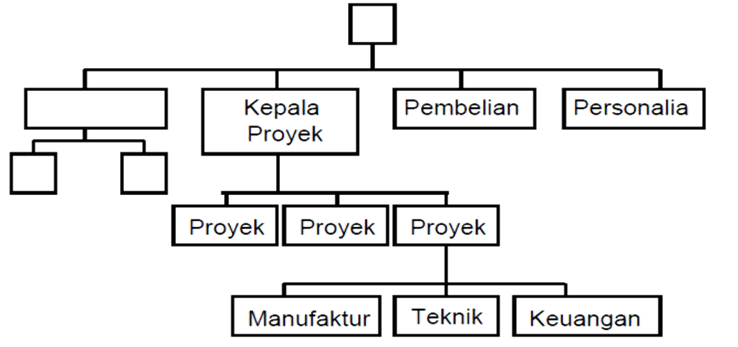 Kepala
Proyek
Pembelian
Personalia
Proyek
Proyek
Proyek
Manufaktur
Teknik
Keuangan